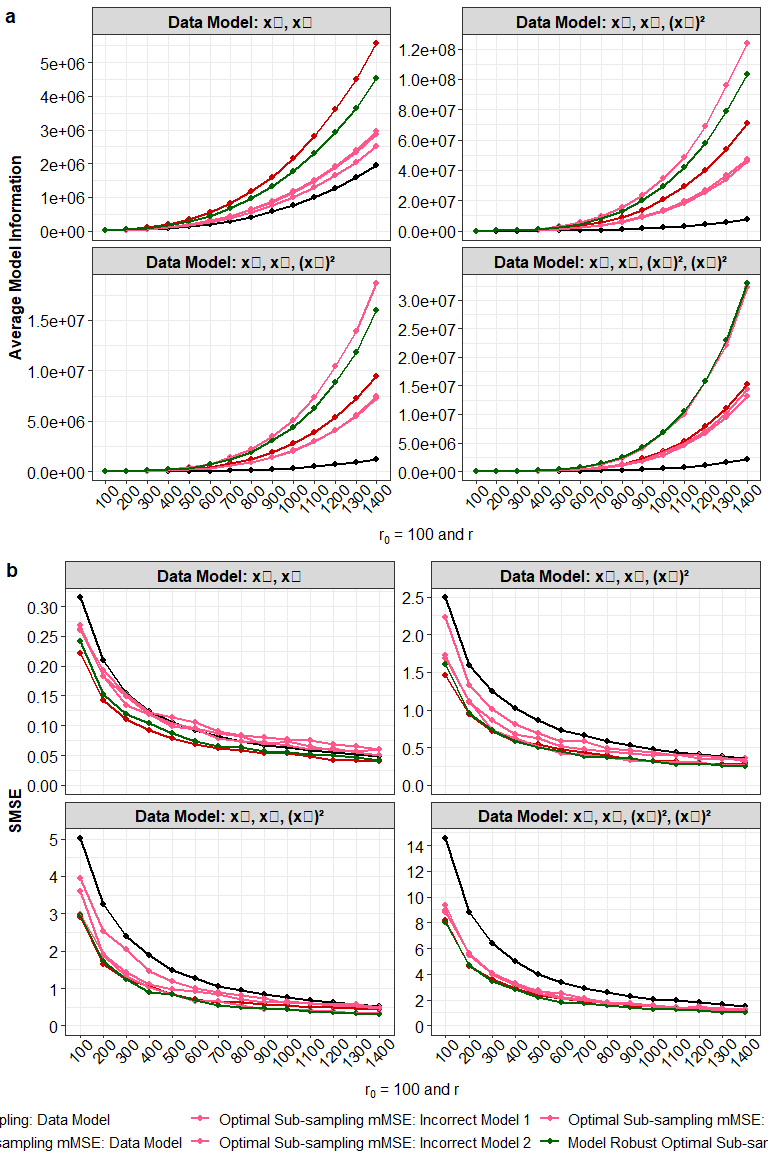 a
Data Model: x▯, x▯
Data Model: x▯, x▯, (x▯)²
5e+06
4e+06
3e+06
2e+06
1e+06
0e+00
1.2e+08
1.0e+08
8.0e+07
6.0e+07
4.0e+07
2.0e+07
0.0e+00
Average Model Information
Data Model: x▯, x▯, (x▯)²
Data Model: x▯, x▯, (x▯)², (x▯)²
1.5e+07
1.0e+07
5.0e+06
0.0e+00
3.0e+07
2.5e+07
2.0e+07
1.5e+07
1.0e+07
5.0e+06
0.0e+00
100 200 300 400 500 600 700 800 900 1000 1100 1200 1300 1400
100 200 300 400 500 600 700 800 900 1000 1100 1200 1300 1400
r₀ = 100 and r
b
Data Model: x▯, x▯
Data Model: x▯, x▯, (x▯)²
0.30
0.25
0.20
0.15
0.10
0.05
0.00
2.5
2.0
1.5
1.0
0.5
0.0
SMSE
Data Model: x▯, x▯, (x▯)²
Data Model: x▯, x▯, (x▯)², (x▯)²
5
4
3
2
1
0
14
12
10
8
6
4
2
0
100 200 300 400 500 600 700 800 900 1000 1100 1200 1300 1400
100 200 300 400 500 600 700 800 900 1000 1100 1200 1300 1400
r₀ = 100 and r
pling: Data Model Optimal Sub-sampling mMSE: Incorrect Model 1 Optimal Sub-sampling mMSE:
sampling mMSE: Data Model Optimal Sub-sampling mMSE: Incorrect Model 2 Model Robust Optimal Sub-sa